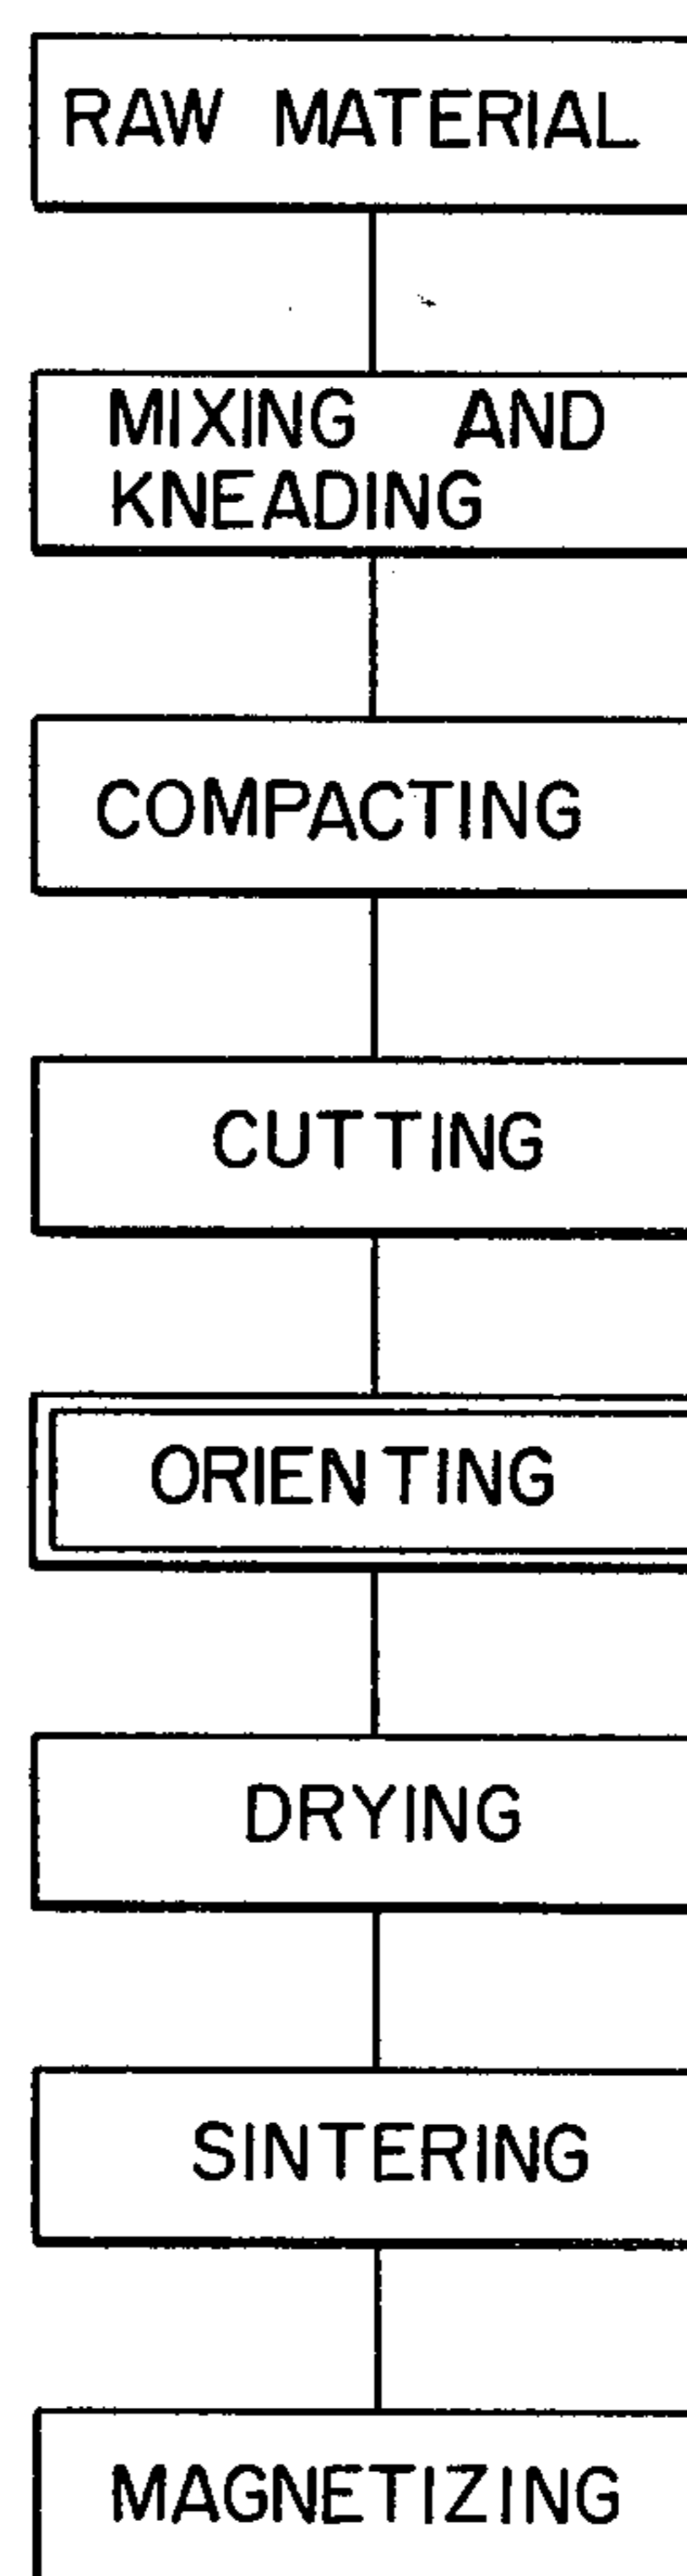 RAW MATERIAL
MIXING AND
KNEADING
COMPACTING
CUTTING
ORIENTING
DRYING
SINTERING
MAGNETIZING